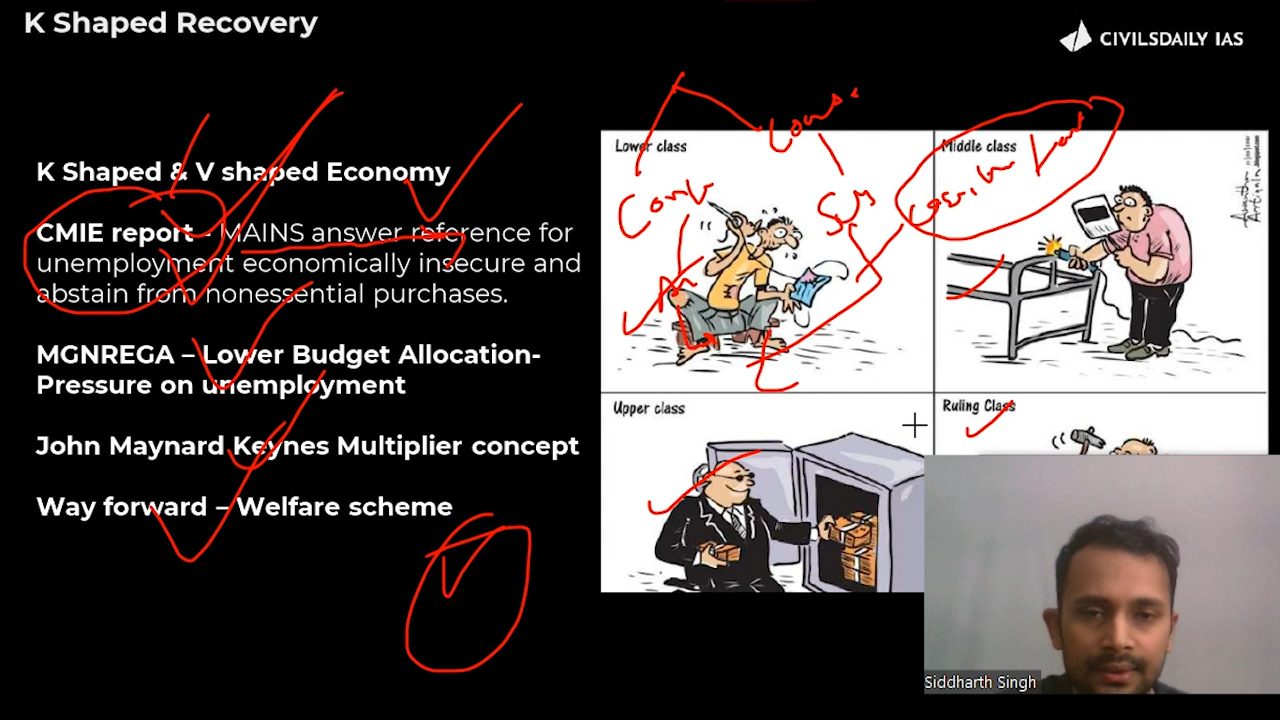 K Shaped Recovery
CIVILSDAILY IAS
K Shaped & V shaped Economy
CMIE report - MAINS answer reference for
unemployment economically insecure and
abstain from nonessential purchases.
MGNREGA – Lower Budget Allocation-
Pressure on unemployment
John Maynard Keynes Multiplier concept
Way forward – Welfare scheme
Lower class
Middle class
Upper class
Ruling Class
Siddharth Singh